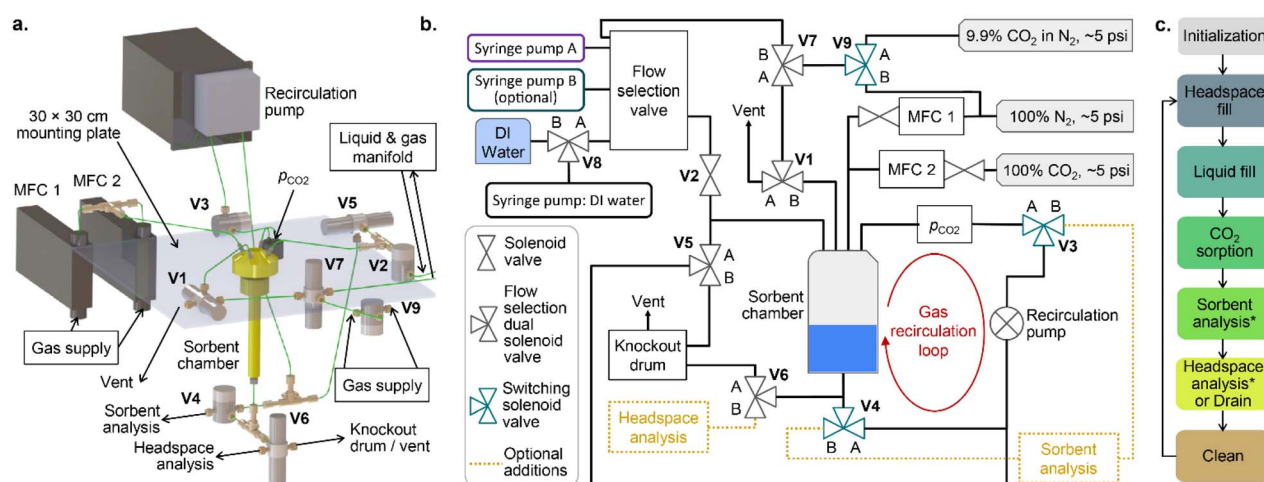 a.
Recirculation
pump
30 × 30 cm
mounting plate
MFC 1
MFC 2
V3
pCO2
V5
Liquid & gas
manifold
V1
V7
V2
V9
Gas supply
Sorbent
chamber
Gas supply
Vent
V4
V6
Sorbent
analysis
Headspace
analysis
Knockout
drum / vent
b.
Syringe pump A
Syringe pump B
(optional)
DI
Water
B
A
V8
Syringe pump: DI water
Flow
selection
valve
V7
B
A
V9
A
B
9.9% CO2 in N2, ~5 psi
MFC 1
100% N2, ~5 psi
MFC 2
100% CO2, ~5 psi
Vent
V1
A
B
V2
V5
A
B
pCO2
A
B
V3
Solenoid
valve
Flow
selection
dual
solenoid
valve
Switching
solenoid
valve
Optional
additions
Vent
Knockout
drum
Sorbent
chamber
Gas
recirculation
loop
Recirculation
pump
V6
A
B
Headspace
analysis
V4
B
A
Sorbent
analysis
c.
Initialization
Headspace
fill
Liquid fill
CO2
sorption
Sorbent
analysis*
Headspace
analysis*
or Drain
Clean